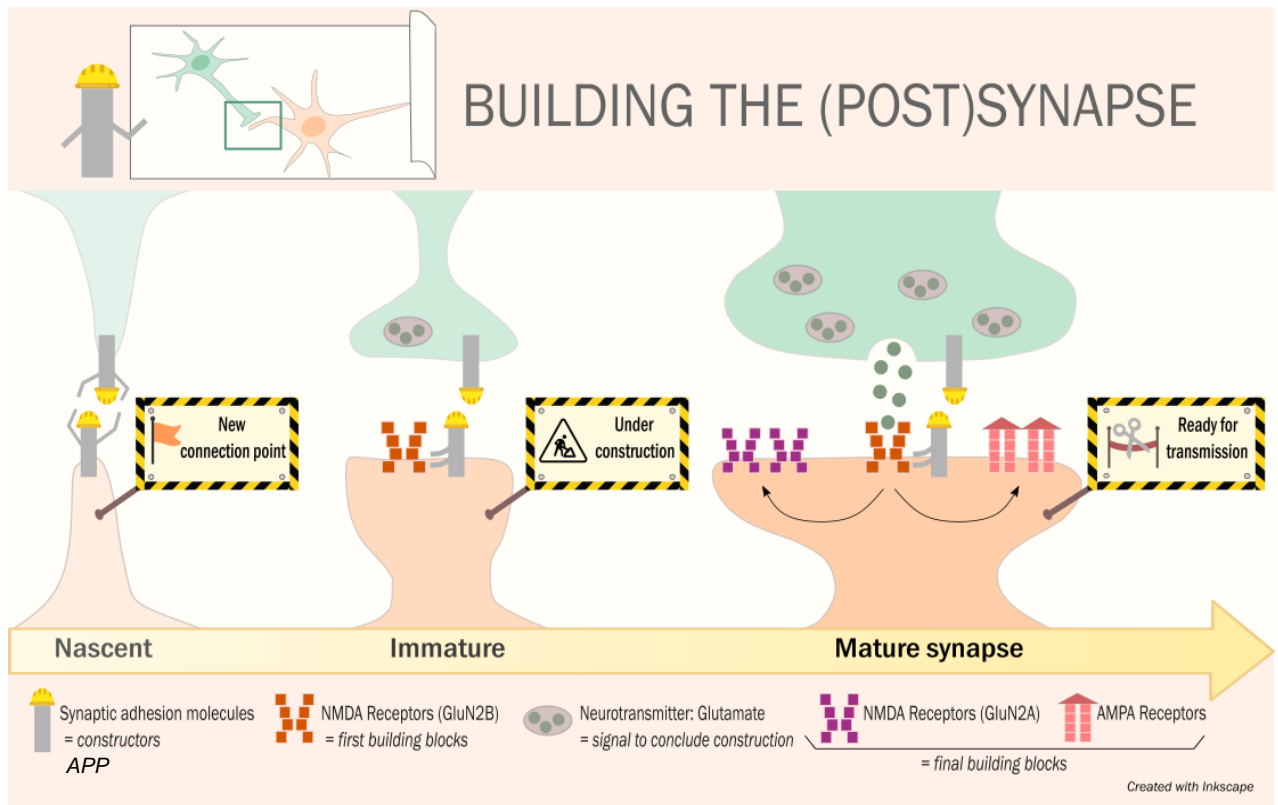 BUILDING THE (POST)SYNAPSE
New
connection point
Under
construction
Ready for
transmission
Nascent
Immature
Mature synapse
Synaptic adhesion molecules
= constructors
APP
NMDA Receptors (GluN2B)
= first building blocks
Neurotransmitter: Glutamate
= signal to conclude construction
NMDA Receptors (GluN2A)
AMPA Receptors
= final building blocks
Created with Inkscape